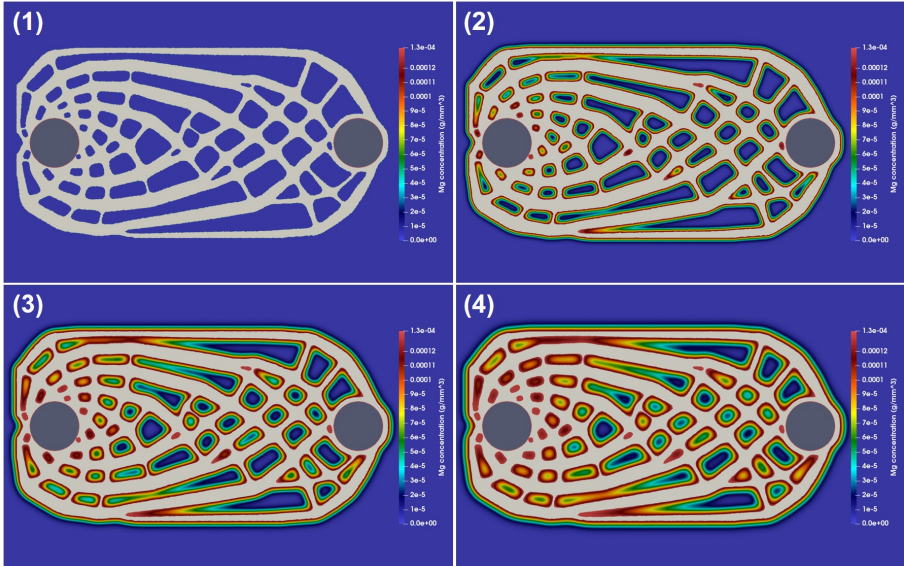 (1)
1.3e-04
0.00012
0.00011
0.0001
9e-5
8e-5
7e-5
6e-5
5e-5
4e-5
3e-5
2e-5
1e-5
0.0e+00
Mg concentration (g/mm^3)
(2)
1.3e-04
0.00012
0.00011
0.0001
9e-5
8e-5
7e-5
6e-5
5e-5
4e-5
3e-5
2e-5
1e-5
0.0e+00
Mg concentration (g/mm^3)
(3)
1.3e-04
0.00012
0.00011
0.0001
9e-5
8e-5
7e-5
6e-5
5e-5
4e-5
3e-5
2e-5
1e-5
0.0e+00
Mg concentration (g/mm^3)
(4)
1.3e-04
0.00012
0.00011
0.0001
9e-5
8e-5
7e-5
6e-5
5e-5
4e-5
3e-5
2e-5
1e-5
0.0e+00
Mg concentration (g/mm^3)